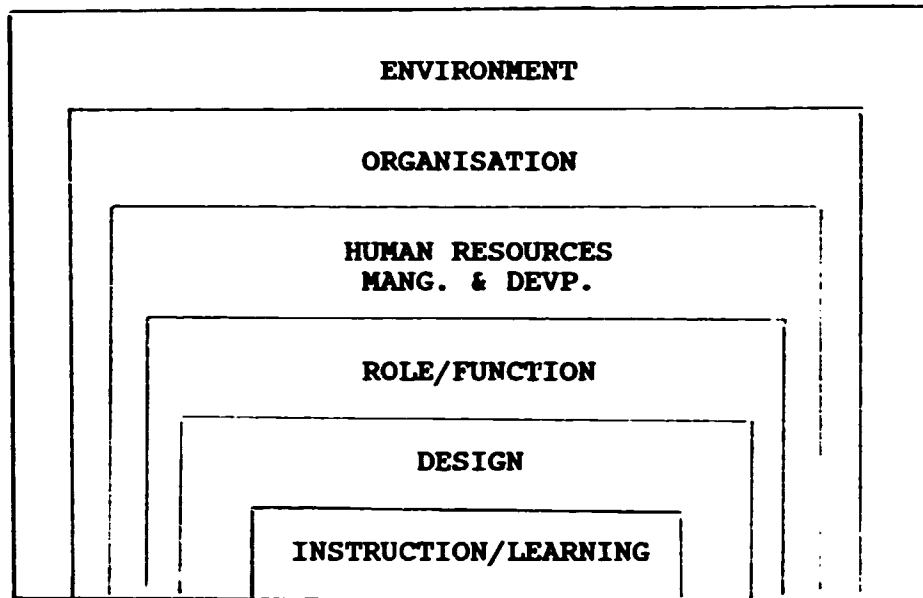 ENVIRONMENT
ORGANISATION
HUMAN RESOURCES
MANG. & DEVP.
ROLE/FUNCTION
DESIGN
INSTRUCTION/LEARNING